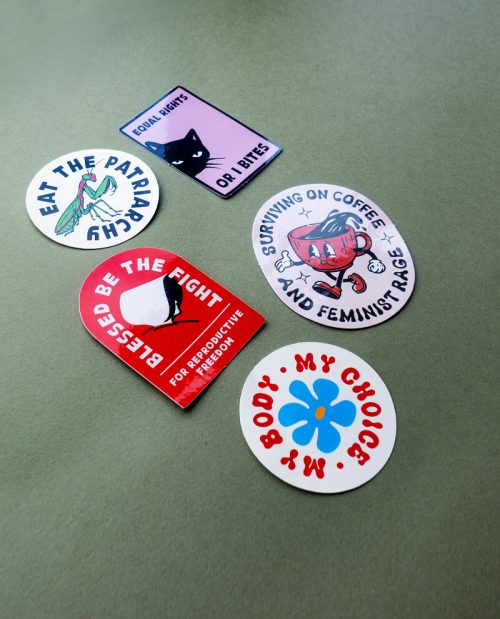 EQUAL RIGHTS
OR I BITES
EAT THE PATRIARCHY
SURVIVING ON COFFEE
AND FEMINIST RAGE
BLESSED BE THE FIGHT
FOR REPRODUCTIVE
FREEDOM
MY BODY · MY CHOICE ·